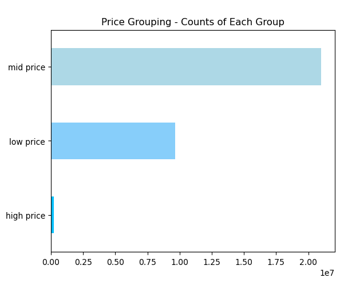 Price Grouping - Counts of Each Group
mid price
low price
high price
0.00 0.25 0.50 0.75 1.00 1.25 1.50 1.75 2.00
1e7